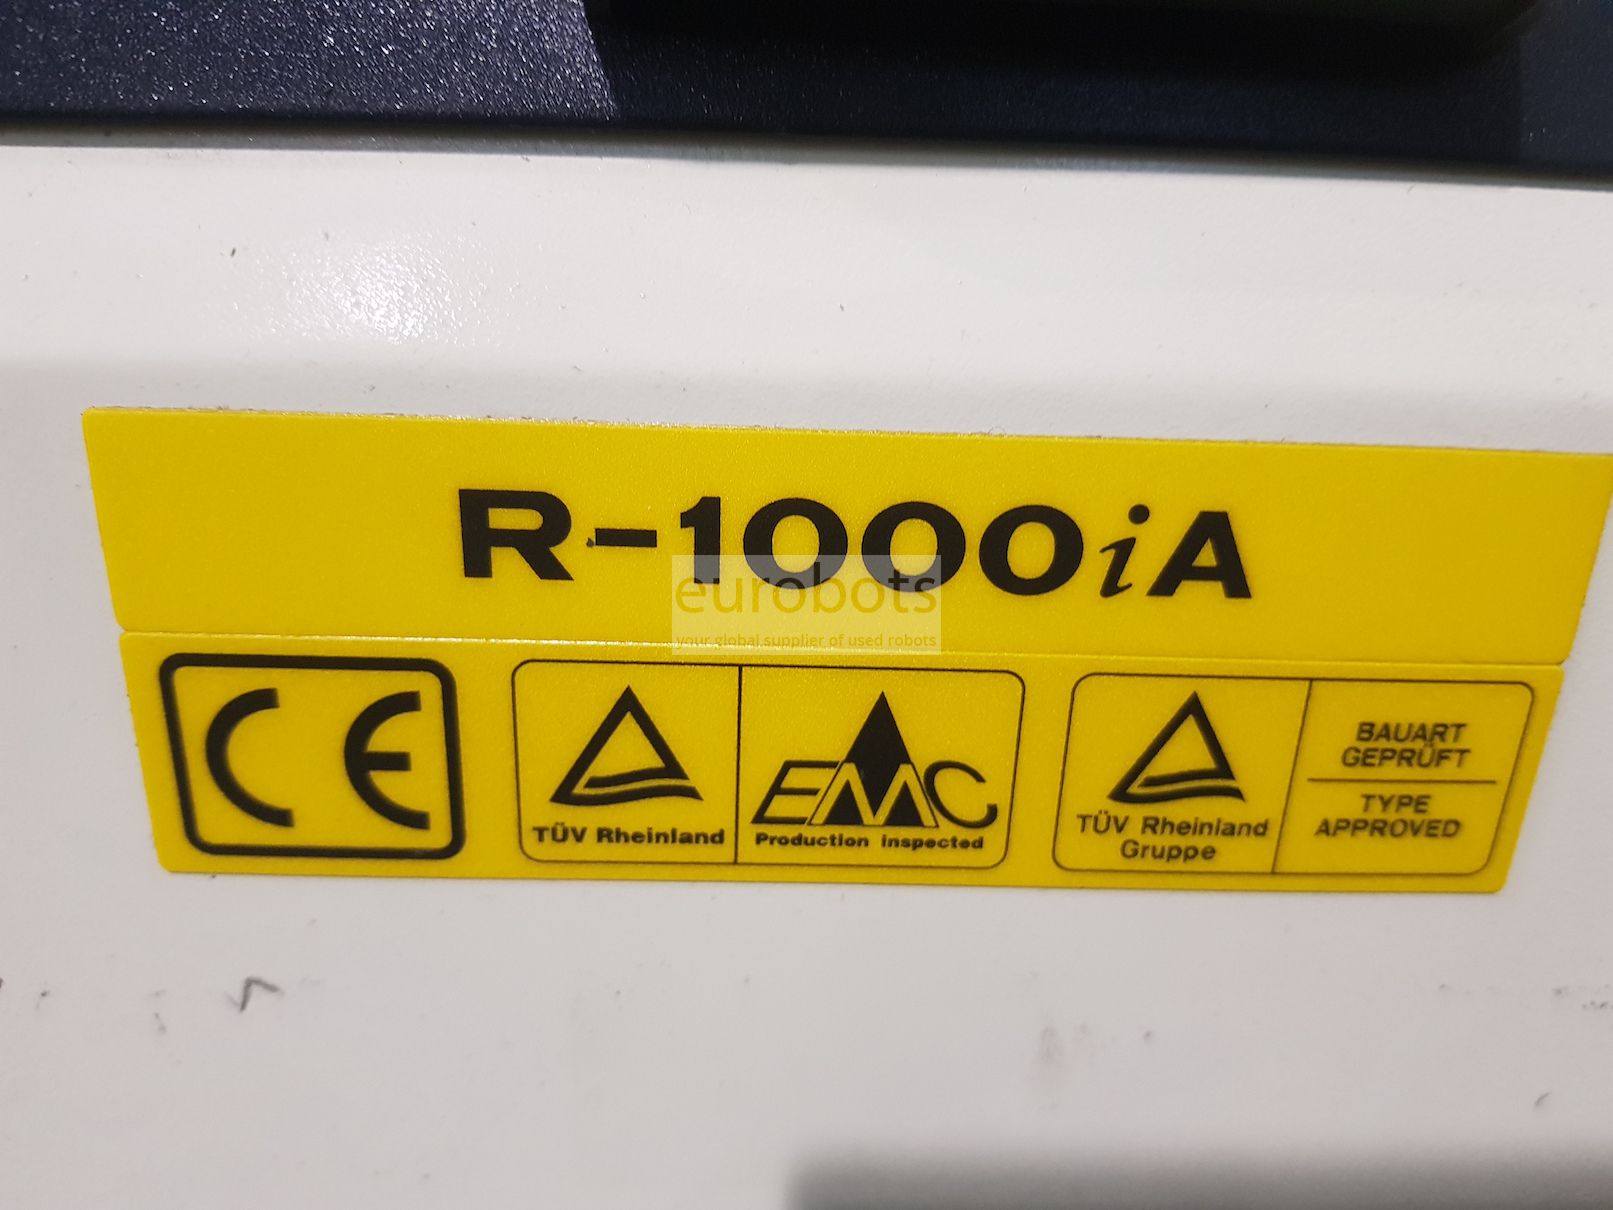 R-1000iA
eurobots
your global supplier of used robots
CE
TÜV Rheinland
EMC
Production inspected
TÜV Rheinland
Gruppe
BAUART
GEPRÜFT
TYPE
APPROVED